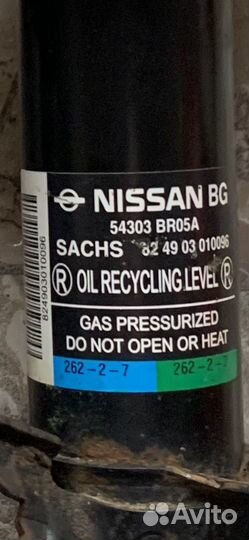 NISSAN BG
54303 BR05A
SACHS 82 49 03 010096
Ⓡ OIL RECYCLING.LEVEL Ⓡ
GAS PRESSURIZED
DO NOT OPEN OR HEAT
262-2-7 262-2-7
824903010096
Avito